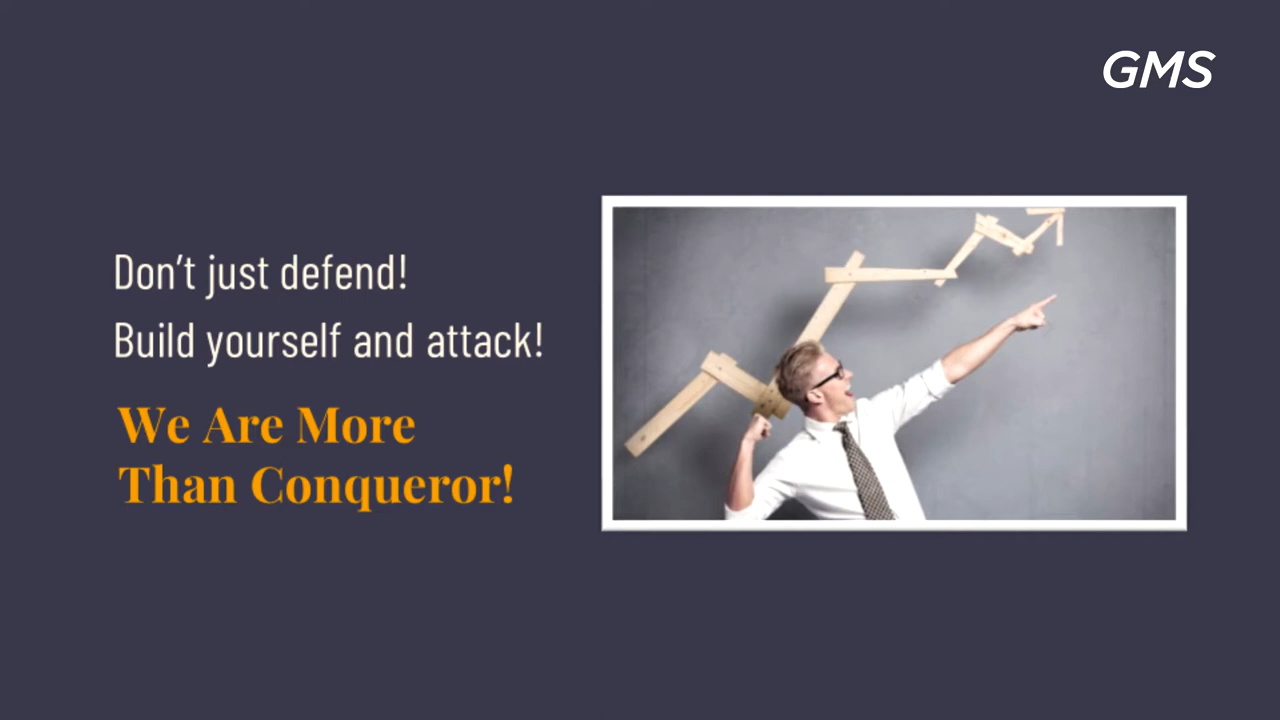 GMS
Don't just defend!
Build yourself and attack!
We Are More
Than Conqueror!